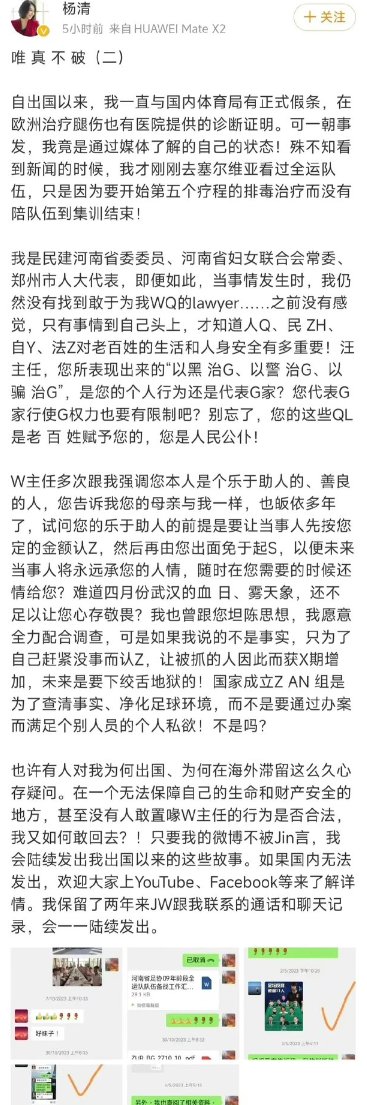 杨清
5小时前 来自 HUAWEI Mate X2
＋关注
唯 真 不 破（二）
自出国以来，我一直与国内体育局有正式假条，在
欧洲治疗腿伤也有医院提供的诊断证明。可一朝事
发，我竟是通过媒体了解的自己的状态！殊不知看
到新闻的时候，我才刚刚去塞尔维亚看过全运队
伍，只是因为要开始第五个疗程的排毒治疗而没有
陪队伍到集训结束！
我是民建河南省委委员、河南省妇女联合会常委、
郑州市人大代表，即便如此，当事情发生时，我仍
然没有找到敢于为我WQ的lawyer……之前没有感
觉，只有事情到自己头上，才知道人Q、民 ZH、
自Y、法Z对老百姓的生活和人身安全有多重要！汪
主任，您所表现出来的“以黑 治G、以警 治G、以
骗 治G”，是您的个人行为还是代表G家？您代表G
家行使G权力也要有限制吧？别忘了，您的这些QL
是老 百 姓赋予您的，您是人民公仆！
W主任多次跟我强调您本人是个乐于助人的、善良
的人，您告诉我您的母亲与我一样，也皈依多年
了，试问您的乐于助人的前提是要让当事人先按您
定的金额认Z，然后再由您出面免于起S，以便未来
当事人将永远承您的人情，随时在您需要的时候还
情给您？难道四月份武汉的血 日、雾天象，还不
足以让您心存敬畏？我也曾跟您坦陈思想，我愿意
全力配合调查，可是如果我说的不是事实，只为了
自己赶紧没事而认Z，让被抓的人因此而获X期增
加，未来是要下绞舌地狱的！国家成立Z AN 组是
为了查清事实、净化足球环境，而不是要通过办案
而满足个别人员的个人私欲！不是吗？
也许有人对我为何出国、为何在海外滞留这么久心
存疑问。在一个无法保障自己的生命和财产安全的
地方，甚至没有人敢置喙W主任的行为是否合法，
我又如何敢回去？！只要我的微博不被Jin言，我
会陆续发出我出国以来的这些故事。如果国内无法
发出，欢迎大家上YouTube、Facebook等来了解详
情。我保留了两年来JW跟我联系的通话和聊天记
录，会一一陆续发出。
好妹子！
已取消
河南省足协09年龄段全
运队队伍备战工作汇...